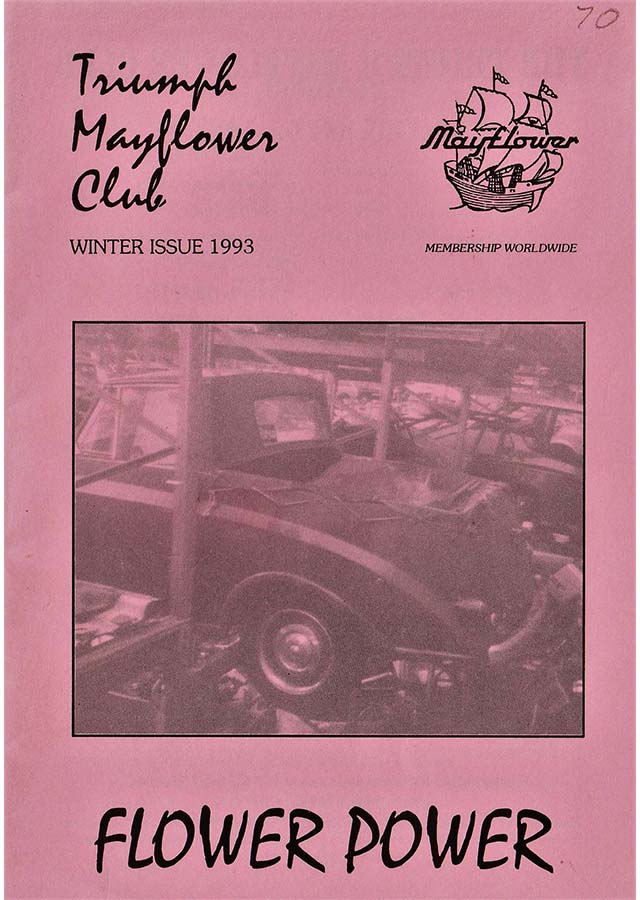 70
Triumph
Mayflower
Club
Mayflower
WINTER ISSUE 1993
MEMBERSHIP WORLDWIDE
FLOWER POWER